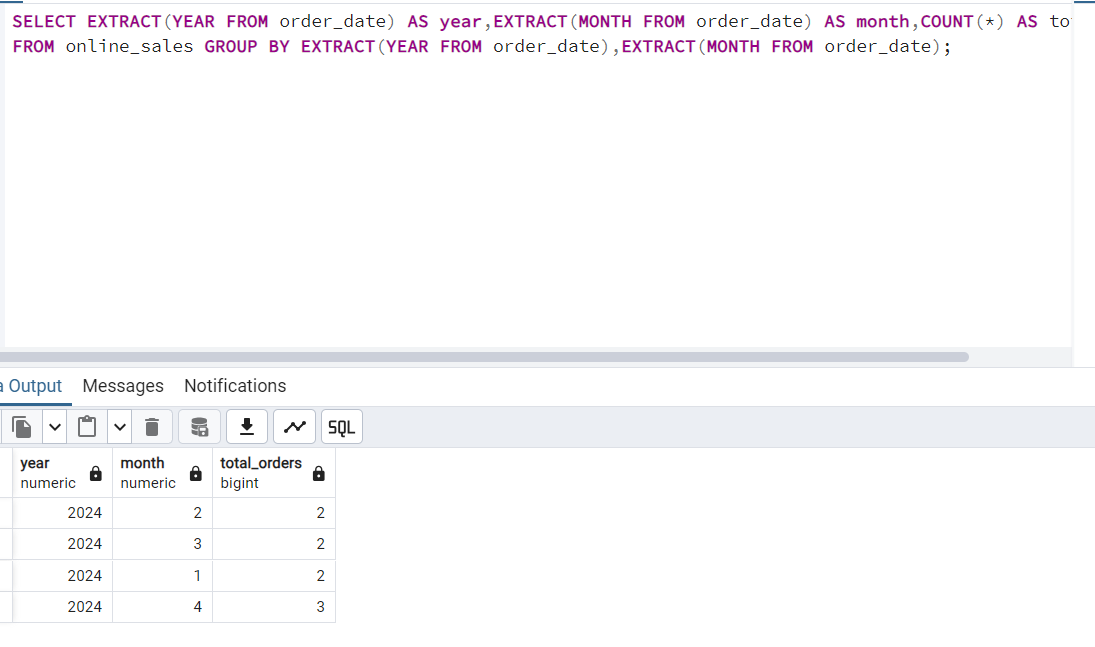 SELECT EXTRACT(YEAR FROM order_date) AS year,EXTRACT(MONTH FROM order_date) AS month,COUNT(*) AS to
FROM online_sales GROUP BY EXTRACT(YEAR FROM order_date),EXTRACT(MONTH FROM order_date);
a Output Messages Notifications
SQL
year month total_orders
numeric numeric bigint
2024 2 2
2024 3 2
2024 1 2
2024 4 3